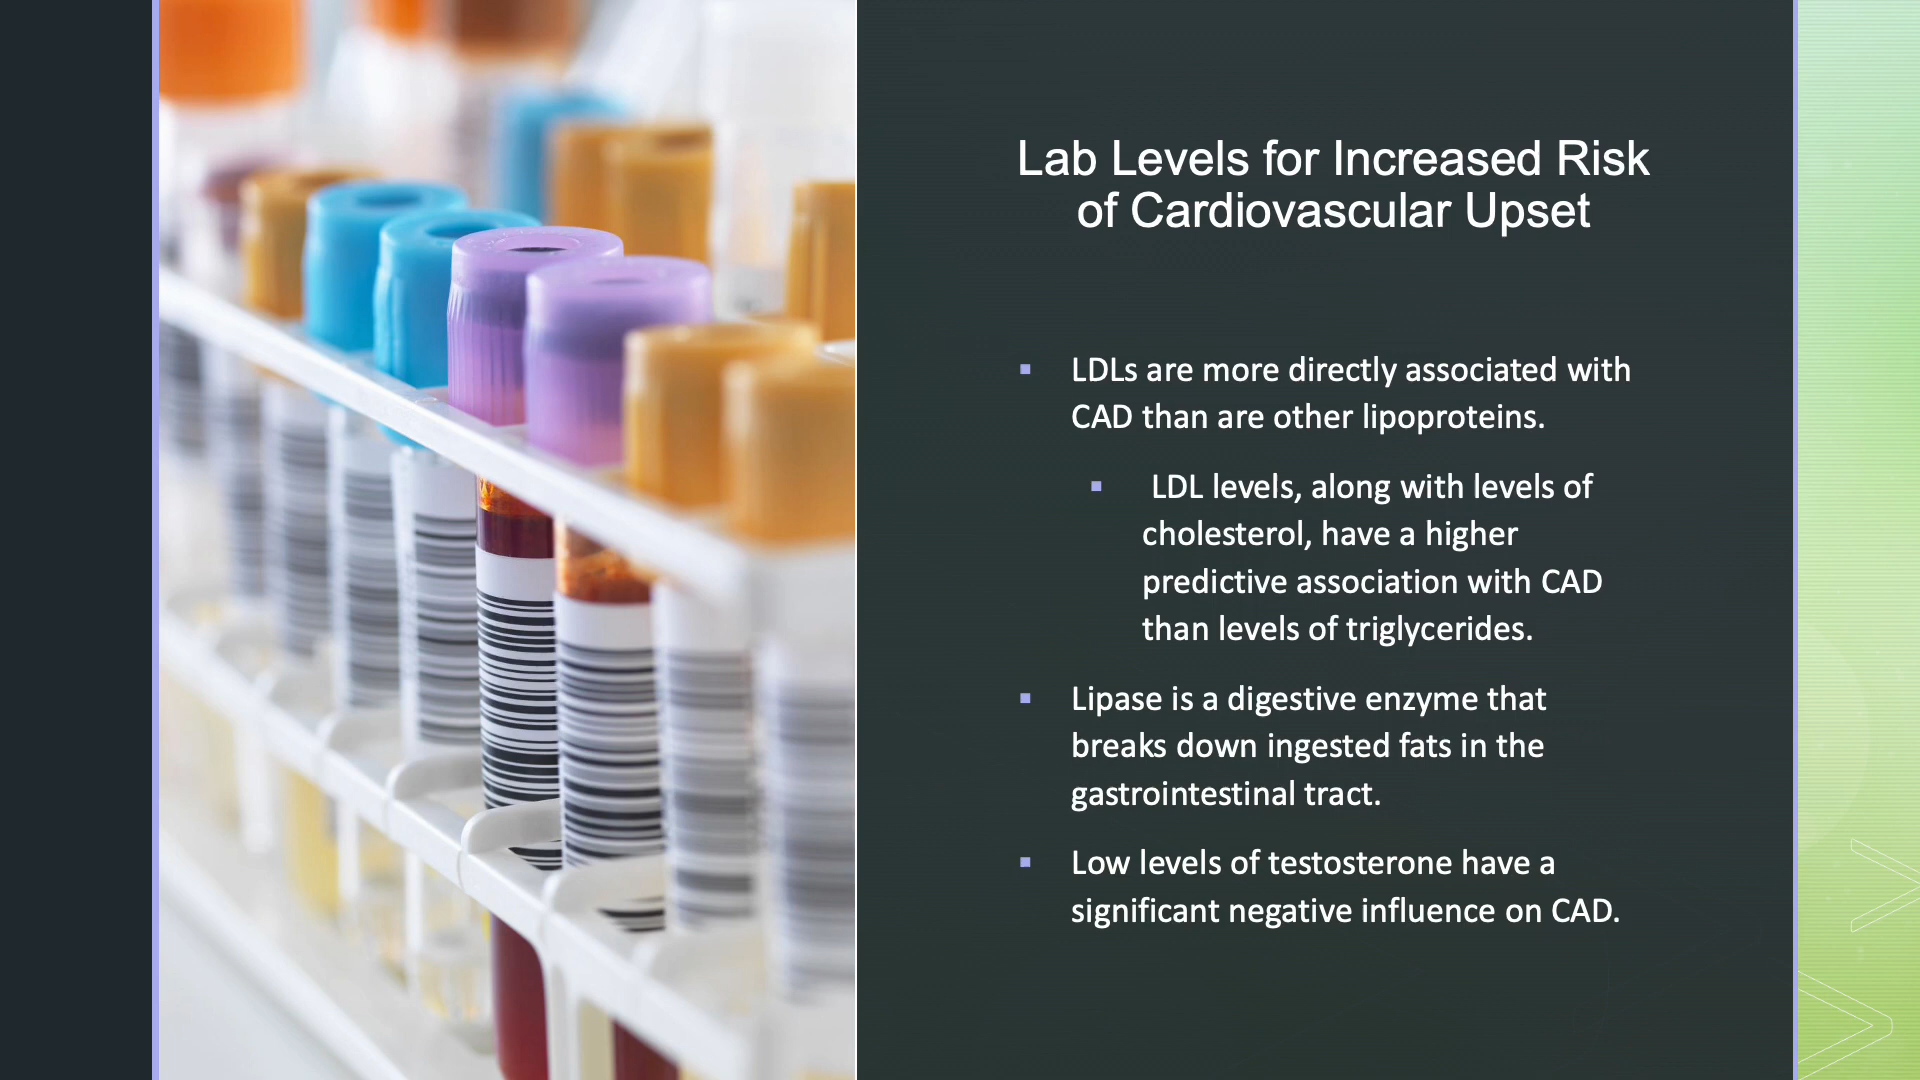 Lab Levels for Increased Risk
of Cardiovascular Upset
▪ LDLs are more directly associated with
CAD than are other lipoproteins.
▪ LDL levels, along with levels of
cholesterol, have a higher
predictive association with CAD
than levels of triglycerides.
▪ Lipase is a digestive enzyme that
breaks down ingested fats in the
gastrointestinal tract.
▪ Low levels of testosterone have a
significant negative influence on CAD.